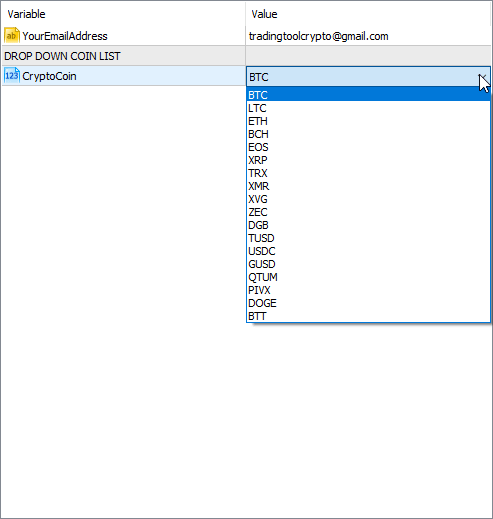 Variable Value
ab YourEmailAddress tradingtoolcrypto@gmail.com
DROP DOWN COIN LIST
123 CryptoCoin BTC
BTC
LTC
ETH
BCH
EOS
XRP
TRX
XMR
XVG
ZEC
DGB
TUSD
USDC
GUSD
QTUM
PIVX
DOGE
BTT